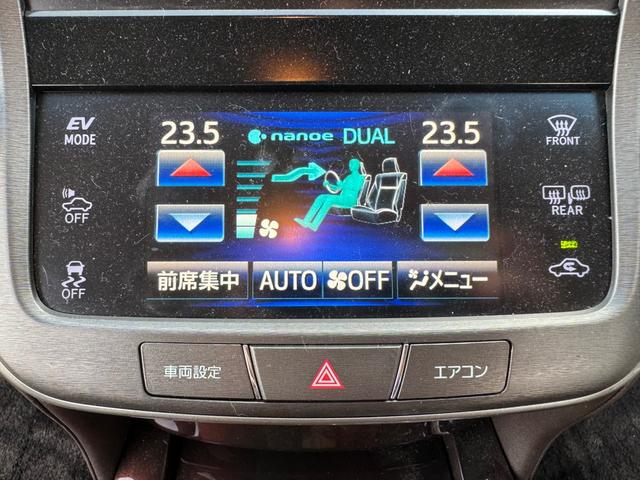 EV
MODE
23.5
nanoe DUAL
23.5
FRONT
OFF
REAR
OFF
前席集中
AUTO
OFF
メニュー
車両設定
エアコン